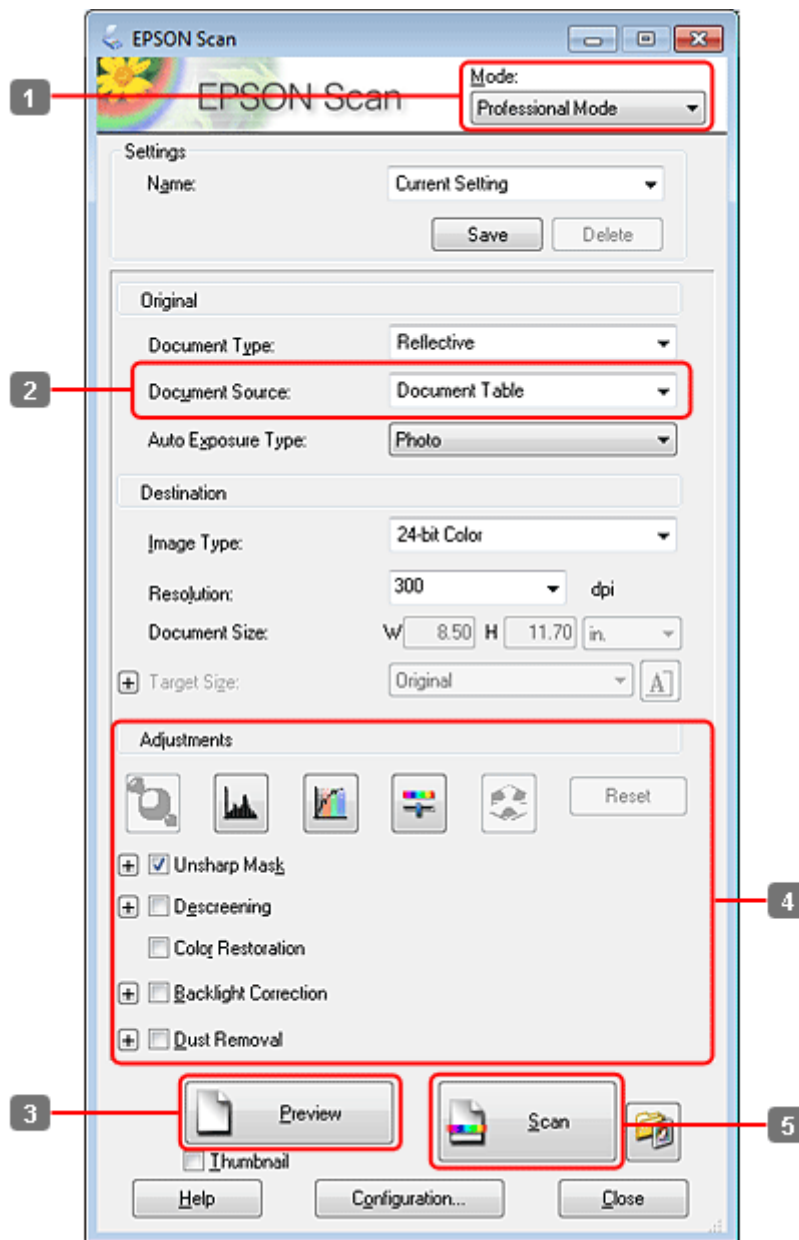 EPSON Scan
1
EPSON Scan
Mode:
Professional Mode
Settings
Name: Current Setting
Save Delete
Original
Document Type: Reflective
2
Document Source: Document Table
Auto Exposure Type: Photo
Destination
Image Type: 24-bit Color
Resolution: 300 dpi
Document Size: W 8.50 H 11.70 in.
Target Size: Original A
Adjustments
Reset
Unsharp Mask
4
Descreening
Color Restoration
Backlight Correction
Dust Removal
3
Preview Scan
5
Thumbnail
Help Configuration... Close